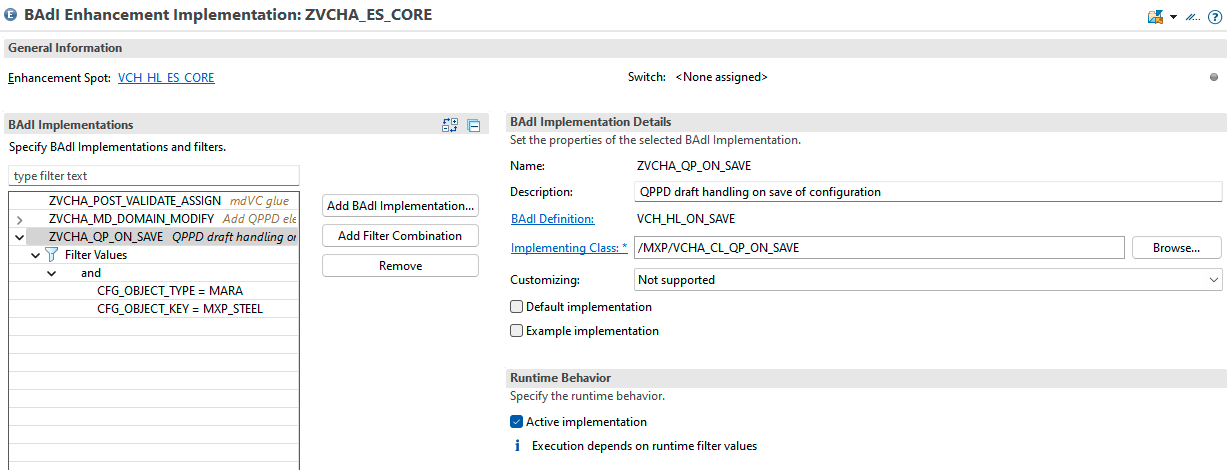 BAdI Enhancement Implementation: ZVCHA_ES_CORE
General Information
Enhancement Spot: VCH_HL_ES_CORE
Switch: <None assigned>
BAdI Implementations
Specify BAdI Implementations and filters.
type filter text
ZVCHA_POST_VALIDATE_ASSIGN mdVC glue
ZVCHA_MD_DOMAIN_MODIFY Add QPPD ele
ZVCHA_QP_ON_SAVE QPPD draft handling or
Filter Values
and
CFG_OBJECT_TYPE = MARA
CFG_OBJECT_KEY = MXP_STEEL
Add BAdI Implementation...
Add Filter Combination
Remove
BAdI Implementation Details
Set the properties of the selected BAdI Implementation.
Name: ZVCHA_QP_ON_SAVE
Description: QPPD draft handling on save of configuration
BAdI Definition: VCH_HL_ON_SAVE
Implementing Class: * /MXP/VCHA_CL_QP_ON_SAVE Browse...
Customizing: Not supported
Default implementation
Example implementation
Runtime Behavior
Specify the runtime behavior.
Active implementation
Execution depends on runtime filter values